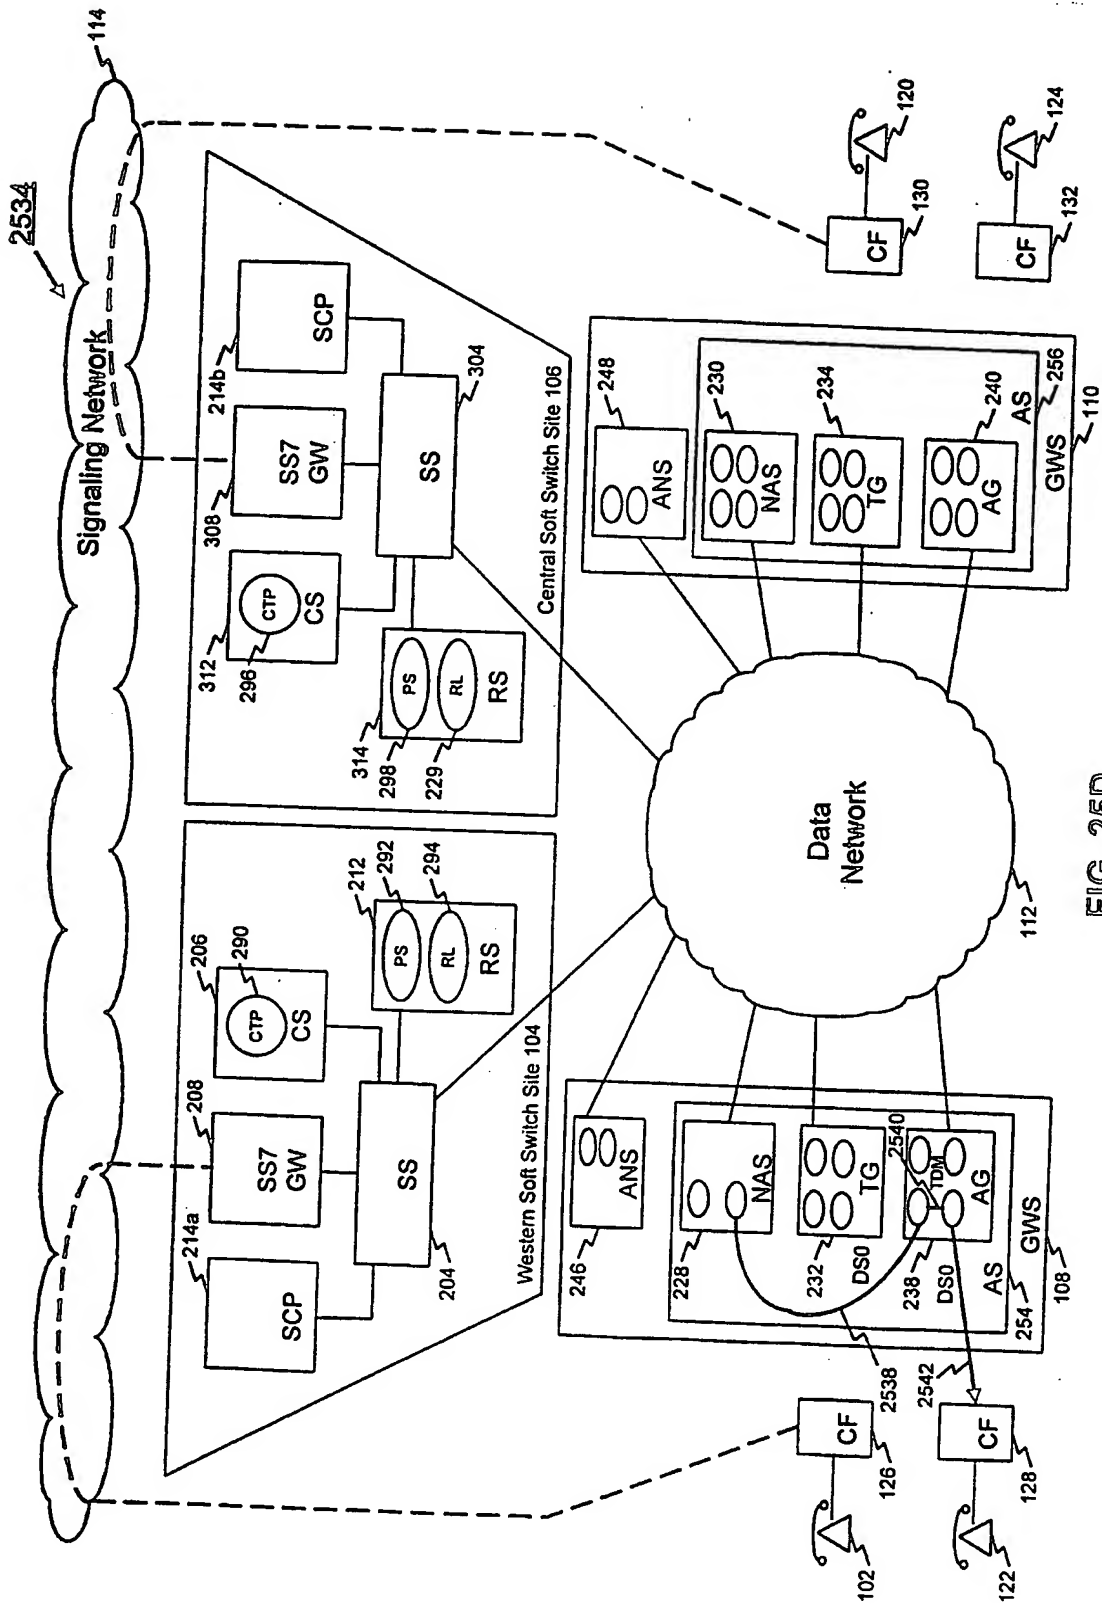 2534
114
Signaling Network
214b
SCP
308
SS7
GW
312
CTP
CS
296
SS
304
314
PS
298
RL
229
RS
Central Soft Switch Site 106
206
290
CTP
CS
208
SS7
GW
214a
SCP
SS
204
212
292
PS
294
RL
RS
Western Soft Switch Site 104
120
130
CF
124
132
CF
248
ANS
230
NAS
234
TG
240
AG
AS
256
GWS
110
Data
Network
112
246
ANS
228
NAS
232
TG
DS0
2540
TDM
238
AG
DS0
AS
254
GWS
108
2538
2542
CF
126
102
CF
128
122